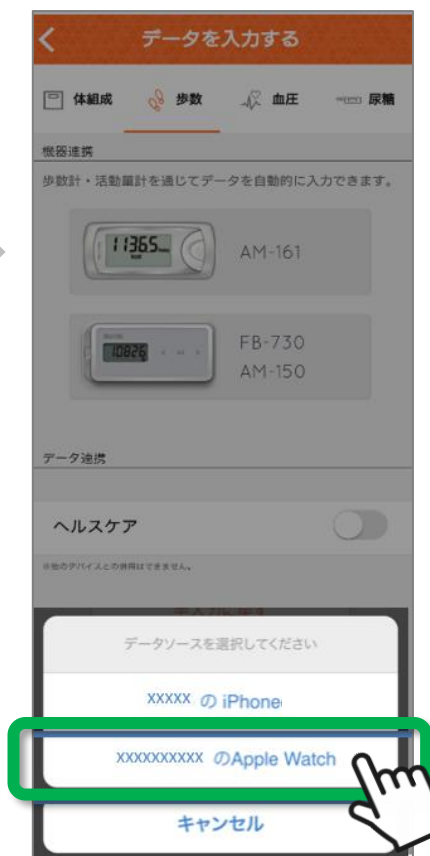 データを入力する
体組成 歩数 血圧 尿糖
機器連携
歩数計・活動量計を通じてデータを自動的に入力できます。
11365
AM-161
10826
FB-730
AM-150
データ連携
ヘルスケア
※他のデバイスとの併用はできません。
データソースを選択してください
xxxxx の iPhone
xxxxxxxxxx のApple Watch
キャンセル